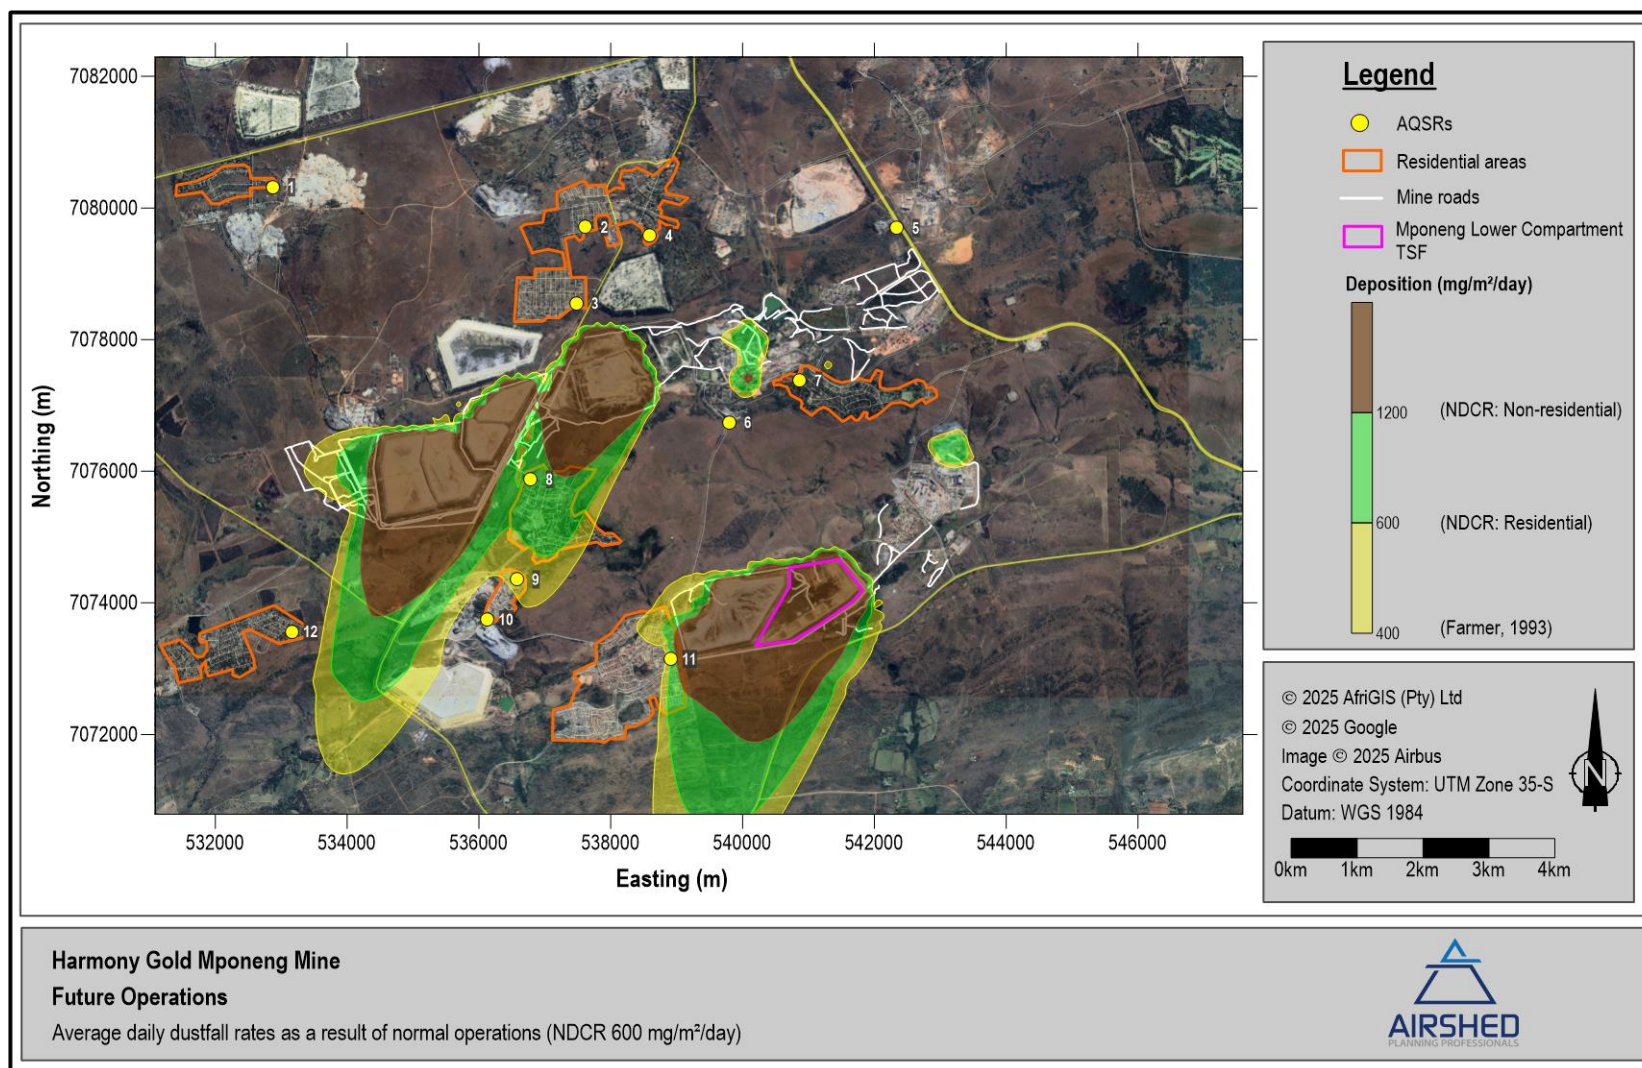 7082000
7080000
7078000
7076000
7074000
7072000
Northing (m)
532000
534000
536000
538000
540000
542000
544000
546000
Easting (m)
1
2
3
4
5
6
7
8
9
10
11
12
Legend
AQSRs
Residential areas
Mine roads
Mponeng Lower Compartment
TSF
Deposition (mg/m²/day)
1200 (NDCR: Non-residential)
600 (NDCR: Residential)
400 (Farmer, 1993)
© 2025 AfriGIS (Pty) Ltd
© 2025 Google
Image © 2025 Airbus
Coordinate System: UTM Zone 35-S
Datum: WGS 1984
N
0km 1km 2km 3km 4km
Harmony Gold Mponeng Mine
Future Operations
Average daily dustfall rates as a result of normal operations (NDCR 600 mg/m²/day)
AIRSHED
PLANNING PROFESSIONALS